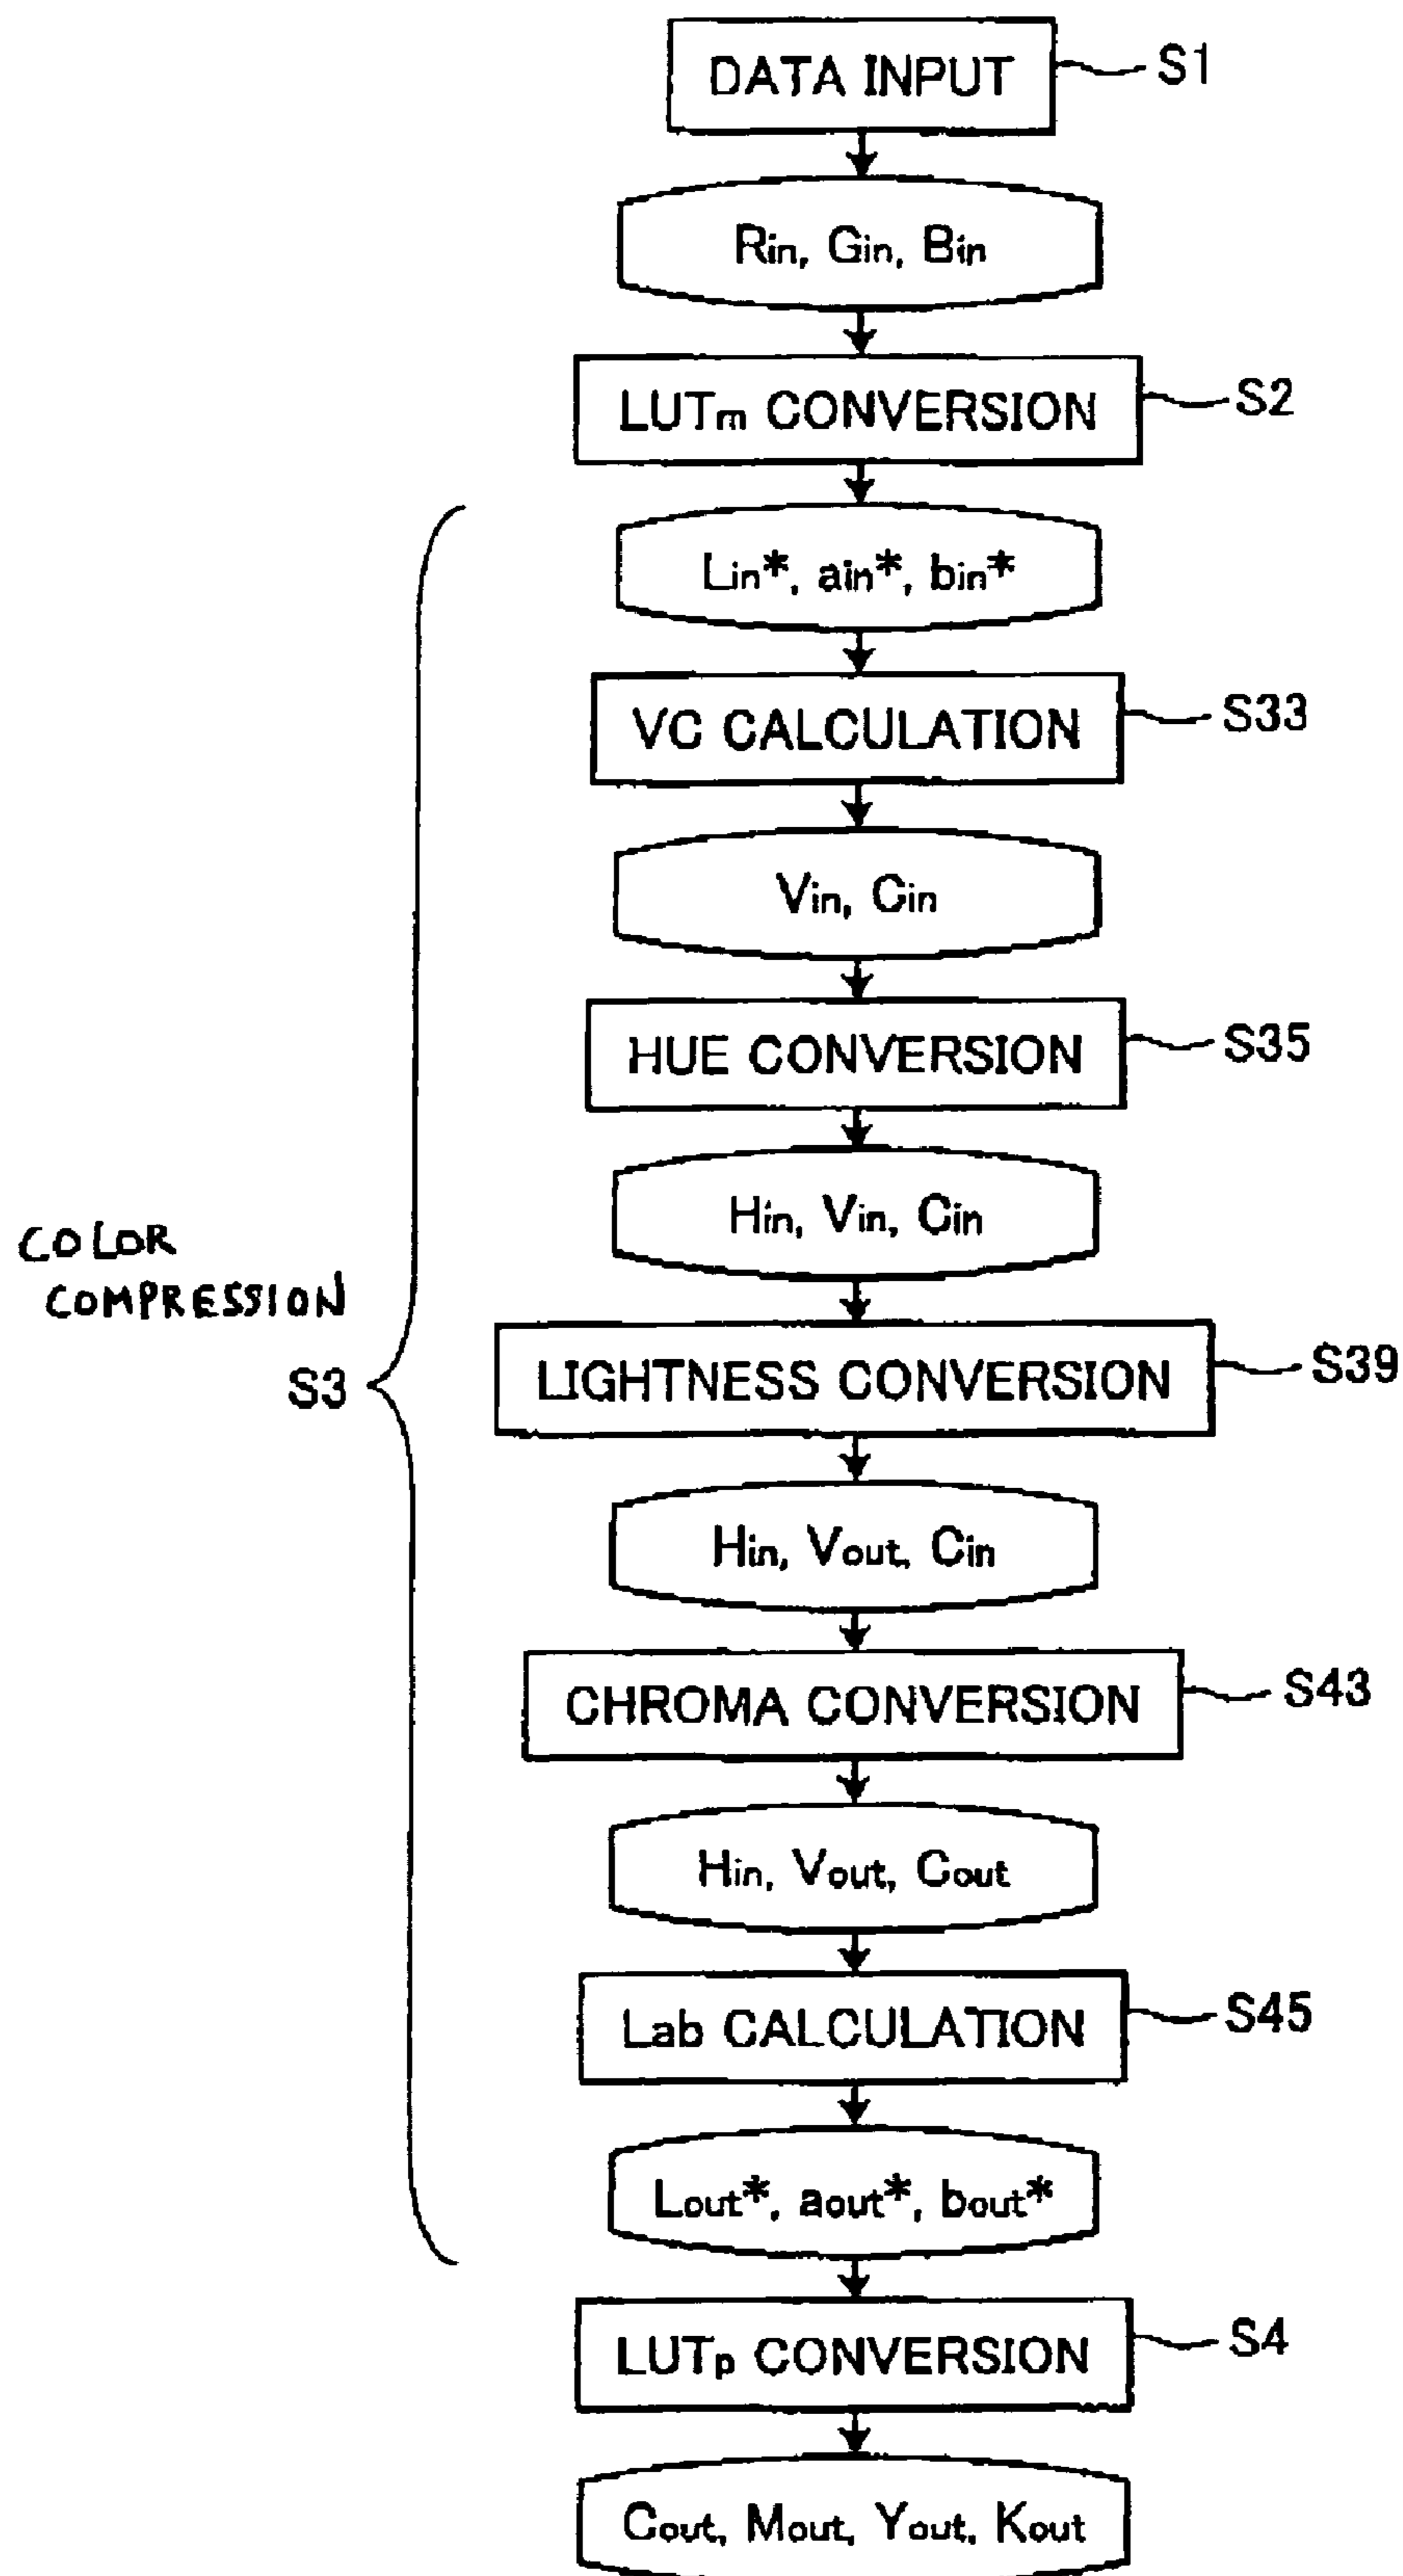 DATA INPUT
S1
Rin, Gin, Bin
LUTm CONVERSION
S2
Lin*, ain*, bin*
VC CALCULATION
S33
Vin, Cin
HUE CONVERSION
S35
Hin, Vin, Cin
COLOR
COMPRESSION
S3
LIGHTNESS CONVERSION
S39
Hin, Vout, Cin
CHROMA CONVERSION
S43
Hin, Vout, Cout
Lab CALCULATION
S45
Lout*, aout*, bout*
LUTp CONVERSION
S4
Cout, Mout, Yout, Kout